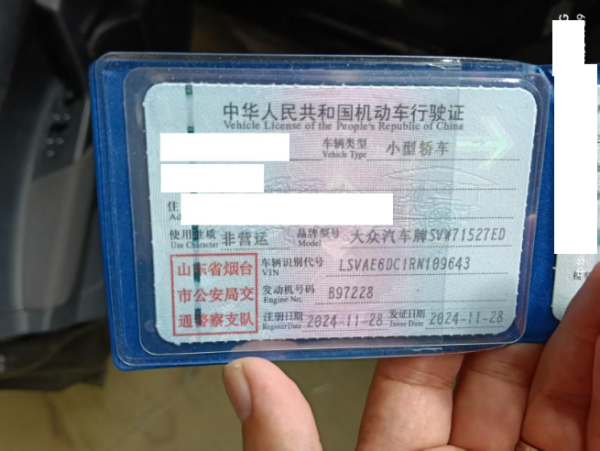 中华人民共和国机动车行驶证
Vehicle License of the People's Republic of China
车辆类型 小型轿车
Vehicle Type
住
使用性质 非营运 品牌型号 大众汽车牌SVW71527ED
Use Character Model
山东省烟台
市公安局交
通警察支队
车辆识别代号 LSVAE6DC1RN109643
VIN
发动机号码 B97228
Engine No.
注册日期 2024-11-28 发证日期 2024-11-28
Register Date Issue Date